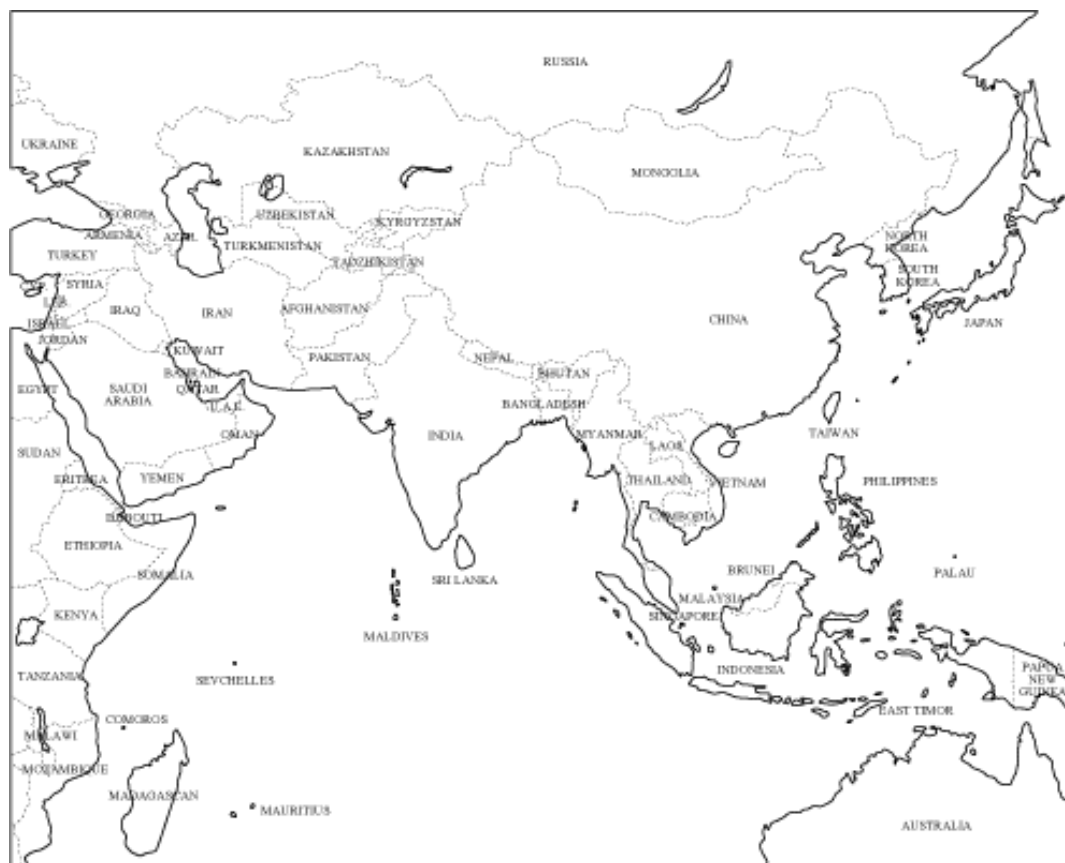 RUSSIA
UKRAINE
KAZAKHSTAN
MONGOLIA
GEORGIA
UZBEKISTAN
KYRGYZSTAN
ARMENIA
AZER.
TURKMENISTAN
NORTH
KOREA
TURKEY
TADZHIKISTAN
SOUTH
KOREA
SYRIA
LEB
IRAQ
IRAN
AFGHANISTAN
CHINA
JAPAN
ISRAEL
JORDAN
KUWAIT
PAKISTAN
NEPAL
BAHRAIN
BHUTAN
EGYPT
SAUDI
ARABIA
QATAR
U.A.E.
BANGLADESH
OMAN
INDIA
MYANMAR
TAIWAN
LAOS
SUDAN
ERITREA
YEMEN
THAILAND
VIETNAM
PHILIPPINES
DJIBOUTI
CAMBODIA
ETHIOPIA
SOMALIA
SRI LANKA
BRUNEI
PALAU
KENYA
MALDIVES
MALAYSIA
SINGAPORE
TANZANIA
SEYCHELLES
INDONESIA
PAPUA
NEW
GUINEA
COMOROS
EAST TIMOR
MALAWI
MOZAMBIQUE
MADAGASCAN
MAURITIUS
AUSTRALIA